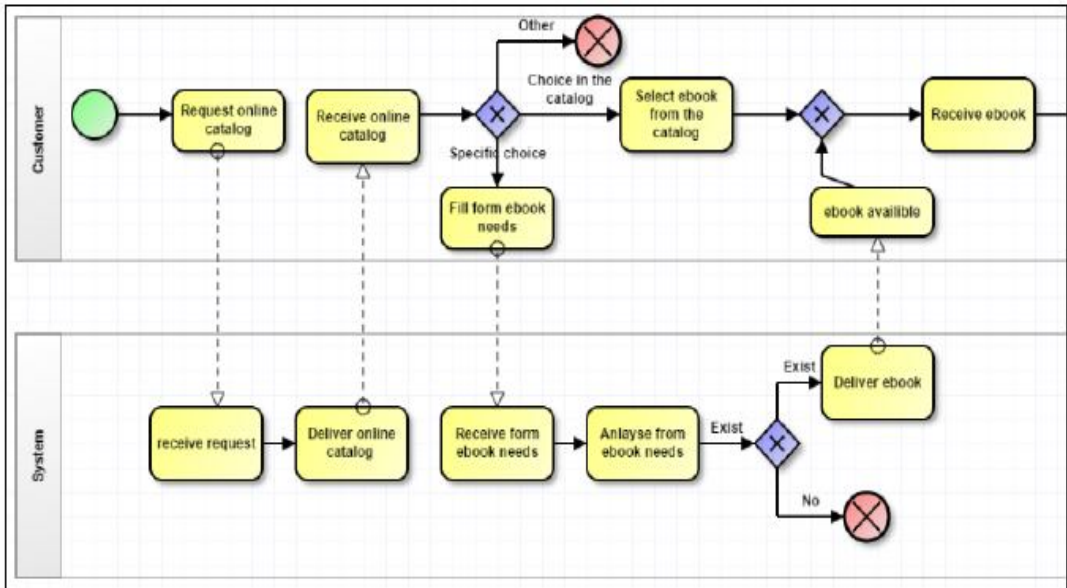 Customer
Other
Request online
catalog
Receive online
catalog
Choice in the
catalog
Select ebook
from the
catalog
Receive ebook
Specific choice
Fill form ebook
needs
ebook availible
System
receive request
Deliver online
catalog
Receive form
ebook needs
Anlayse from
ebook needs
Exist
Exist
Deliver ebook
No